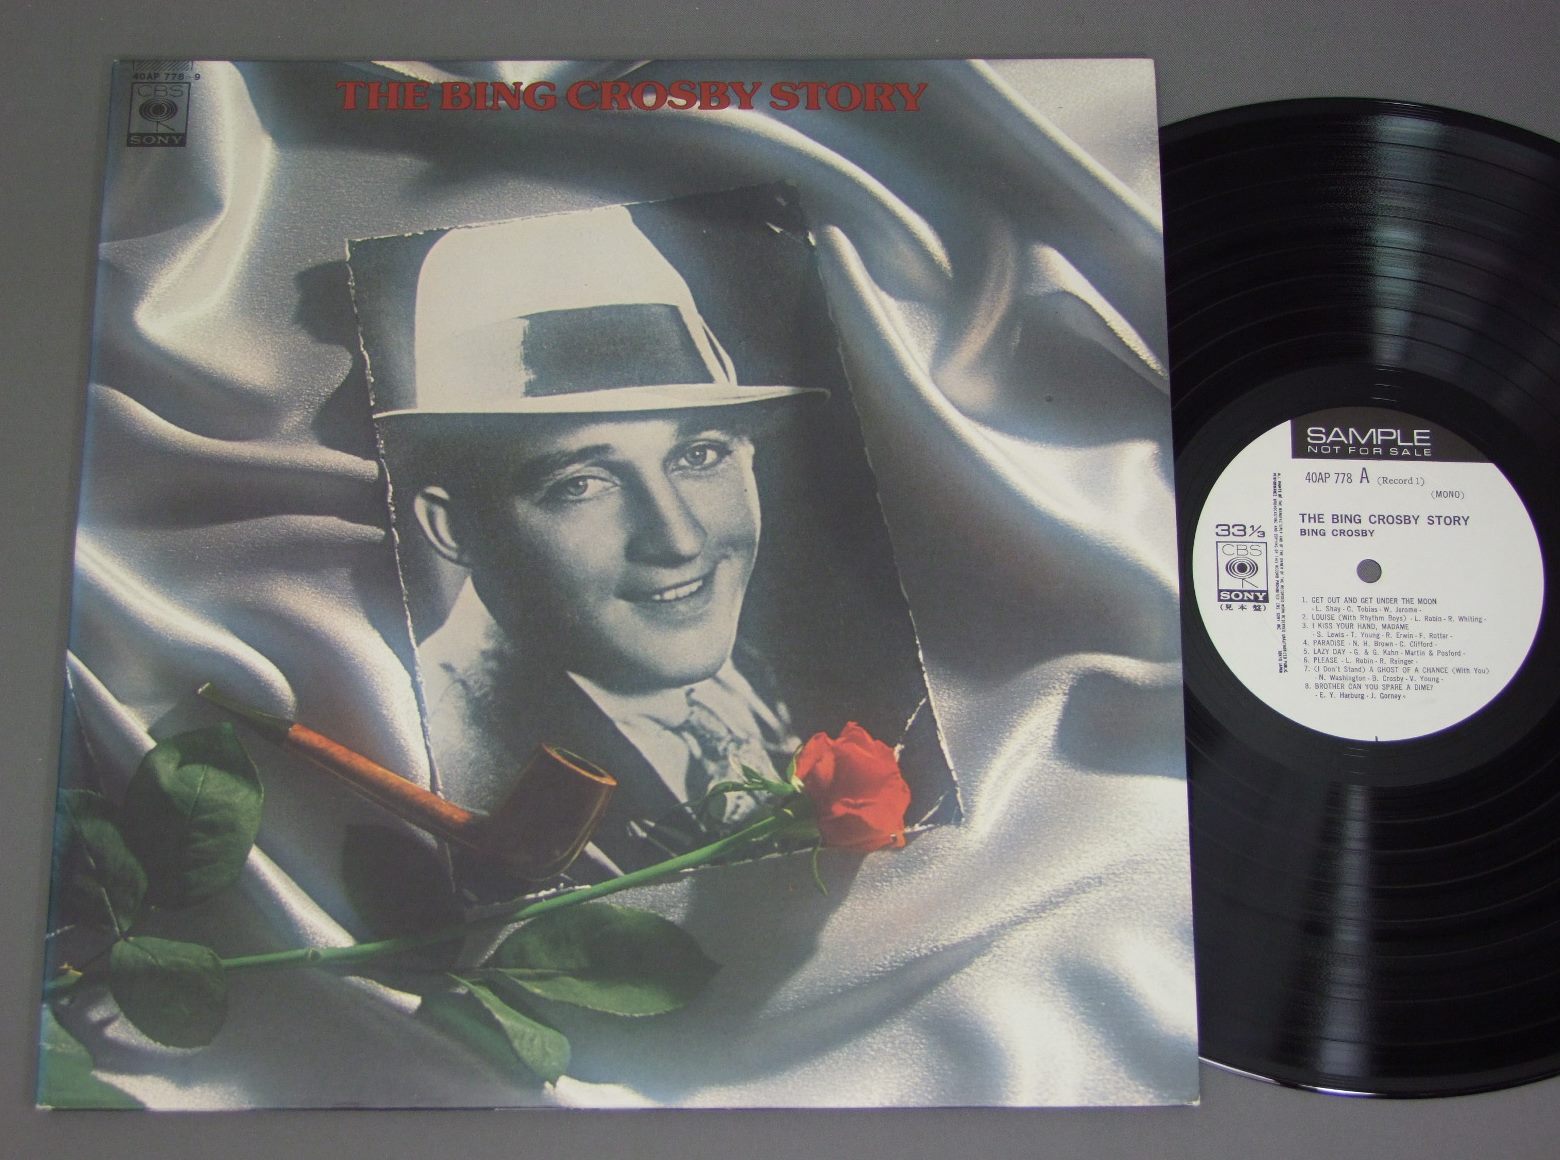 40AP 778~9
CBS
SONY
THE BING CROSBY STORY
SAMPLE
NOT FOR SALE
40AP 778 A (Record 1)
(MONO)
33 1/3
CBS
SONY
(見本盤)
THE BING CROSBY STORY
BING CROSBY
1. GET OUT AND GET UNDER THE MOON
- L. Shay - C. Tobias - W. Jerome -
2. LOUISE (With Rhythm Boys) - L. Robin - R. Whiting -
3. I KISS YOUR HAND, MADAME
- S. Lewis - T. Young - R. Erwin - F. Rotter -
4. PARADISE - N. H. Brown - C. Clifford -
5. LAZY DAY - G. & G. Kahn - Martin & Posford -
6. PLEASE - L. Robin - R. Rainger -
7. (I Don't Stand) A GHOST OF A CHANCE (With You)
- N. Washington - B. Crosby - V. Young -
8. BROTHER CAN YOU SPARE A DIME?
- E. Y. Harburg - J. Gorney -